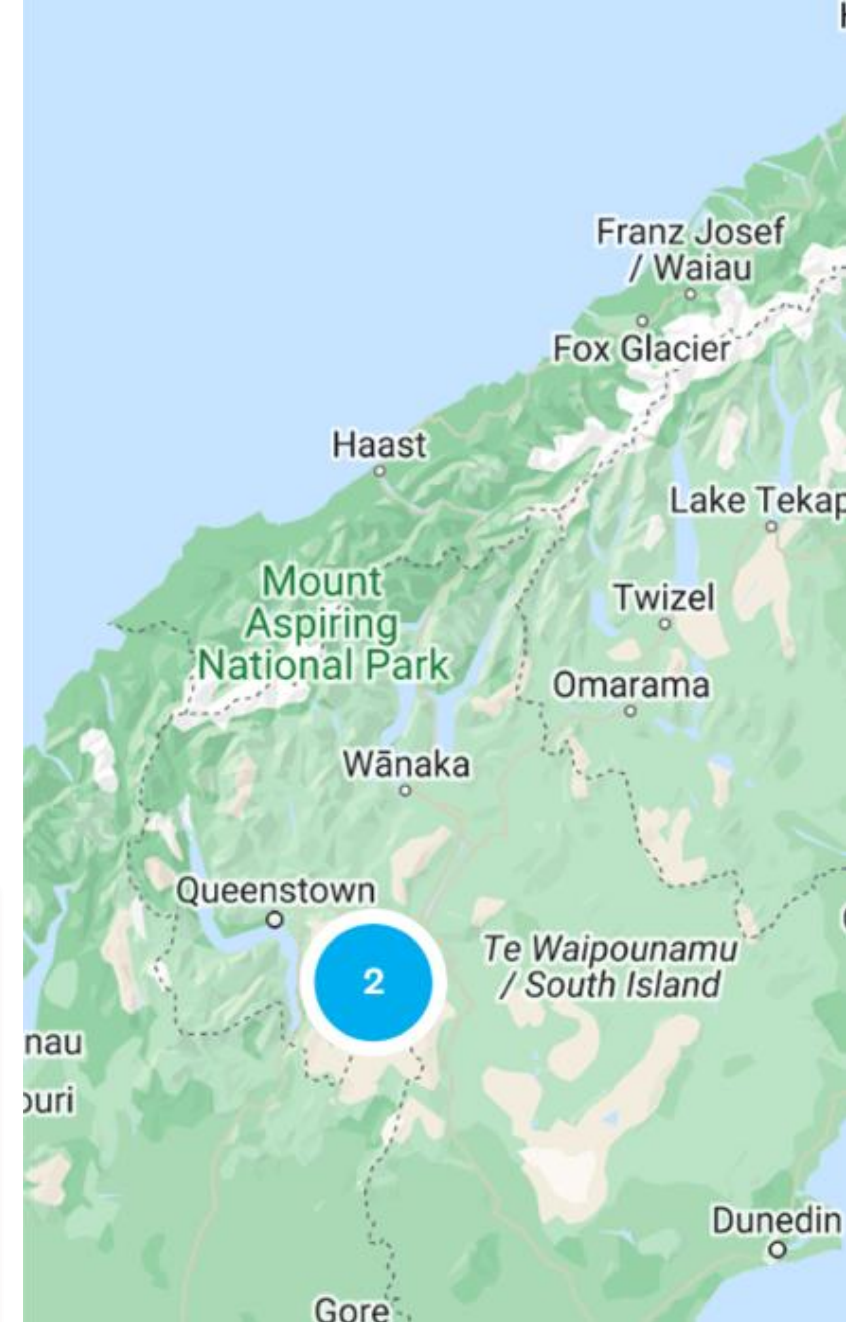 Franz Josef
/ Waiau
Fox Glacier
Haast
Lake Tekap
Mount
Aspiring
National Park
Twizel
Omarama
Wānaka
Queenstown
2
Te Waipounamu
/ South Island
nau
ouri
Dunedin
Gore